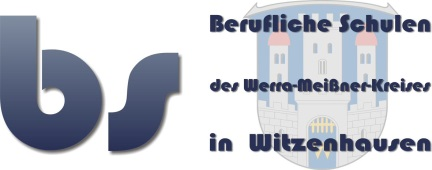 bs
Berufliche Schulen
des Werra-Meißner-Kreises
in Witzenhausen